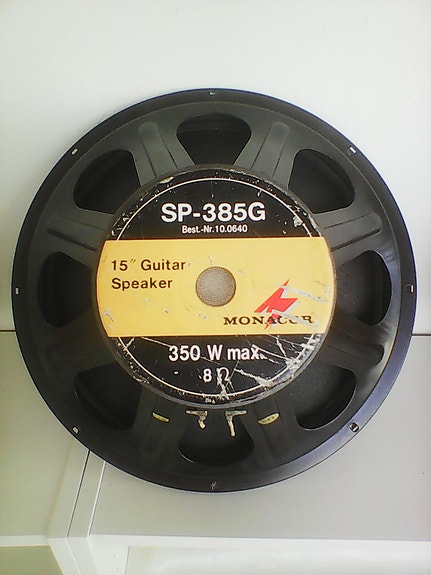 SP-385G
Best.-Nr. 10.0640
15″ Guitar
Speaker
MONACOR
350 W max.
8 Ω